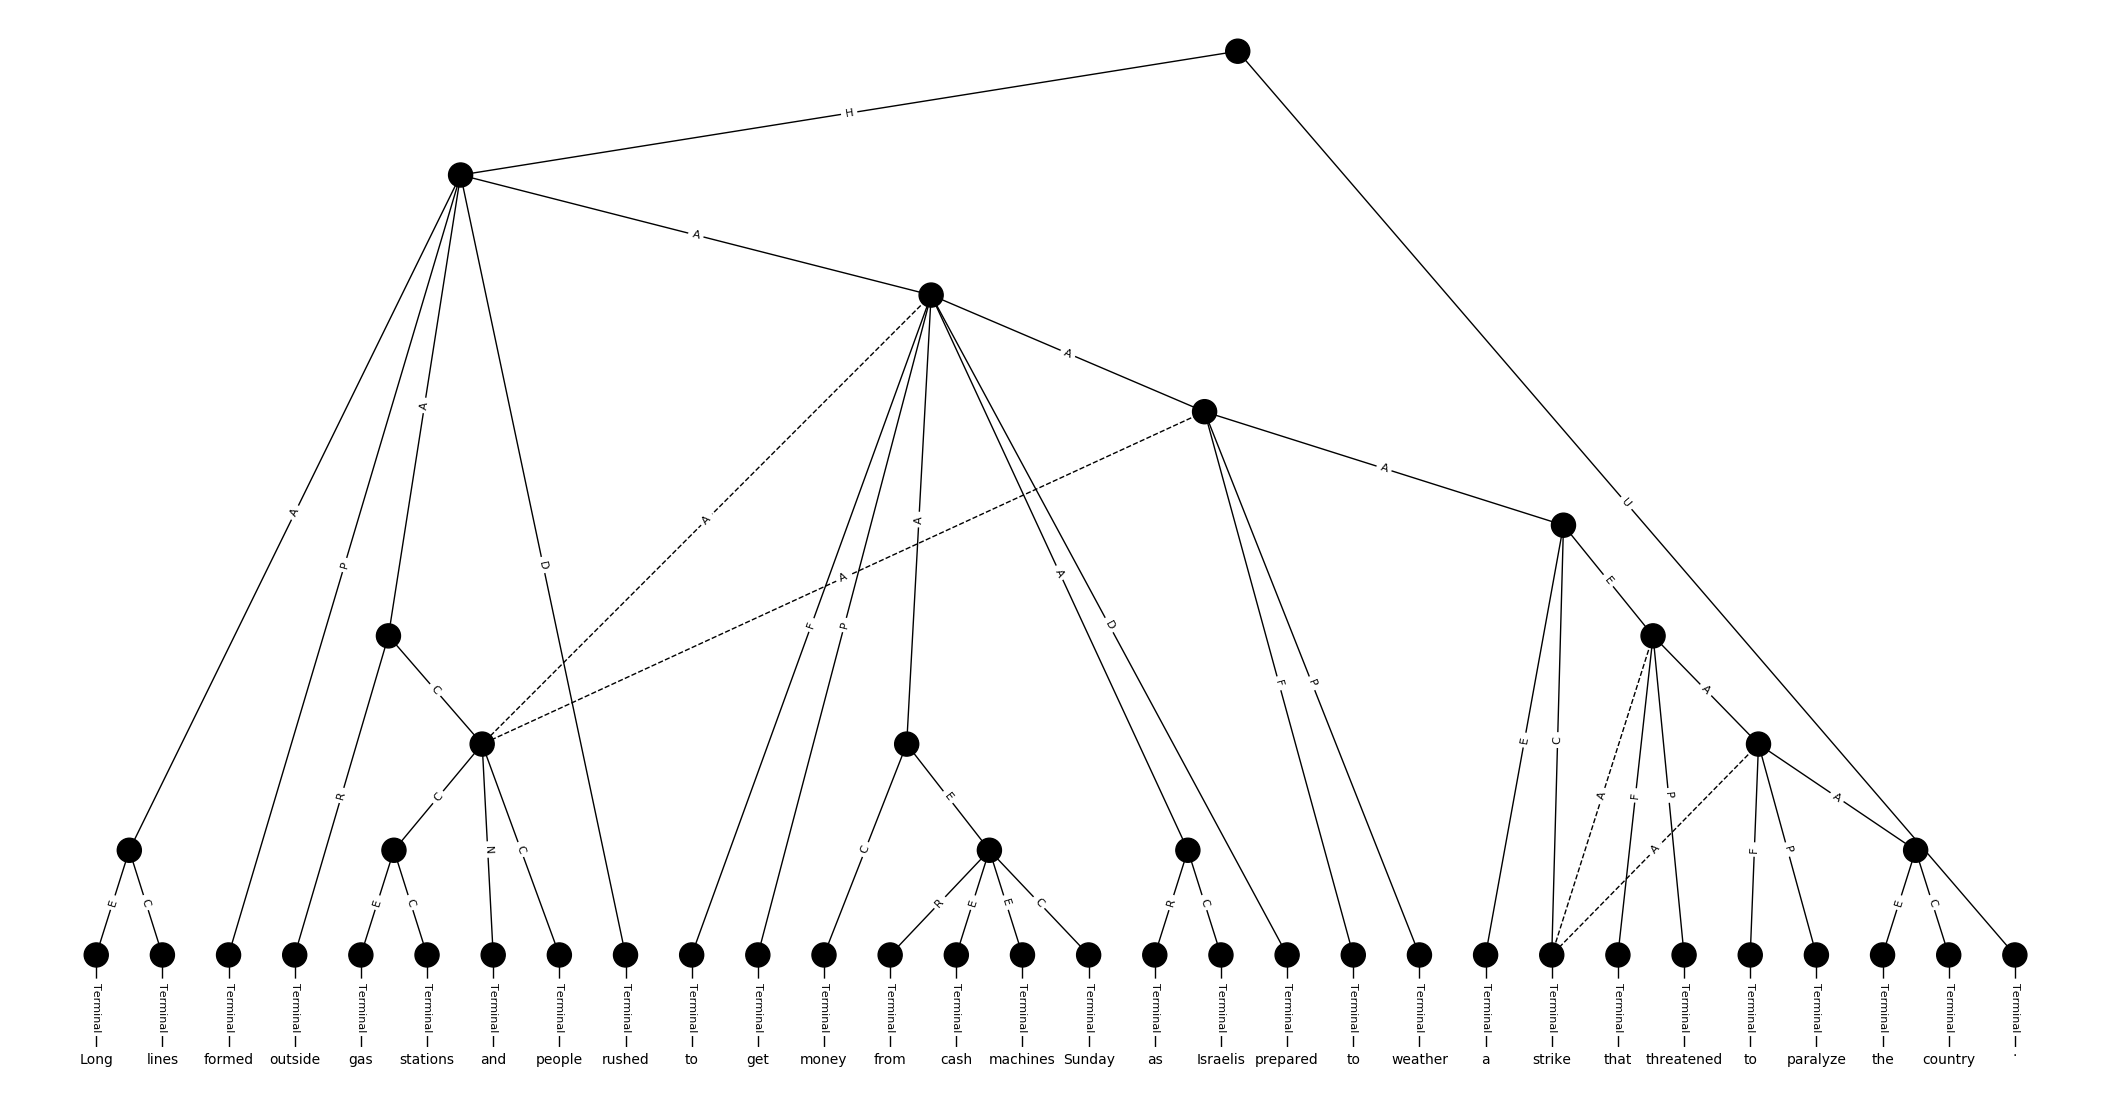 H
A
A
A
A
U
A
P
A
D
A
A
F
P
A
A
D
F
P
E
C
E
C
R
A
F
P
A
C
N
C
C
E
A
F
P
A
E
C
E
C
R
E
E
C
R
C
E
C
Terminal Terminal Terminal Terminal Terminal Terminal Terminal Terminal Terminal Terminal Terminal Terminal Terminal Terminal Terminal Terminal Terminal Terminal Terminal Terminal Terminal Terminal Terminal Terminal Terminal Terminal Terminal Terminal Terminal Terminal
Long lines formed outside gas stations and people rushed to get money from cash machines Sunday as Israelis prepared to weather a strike that threatened to paralyze the country .